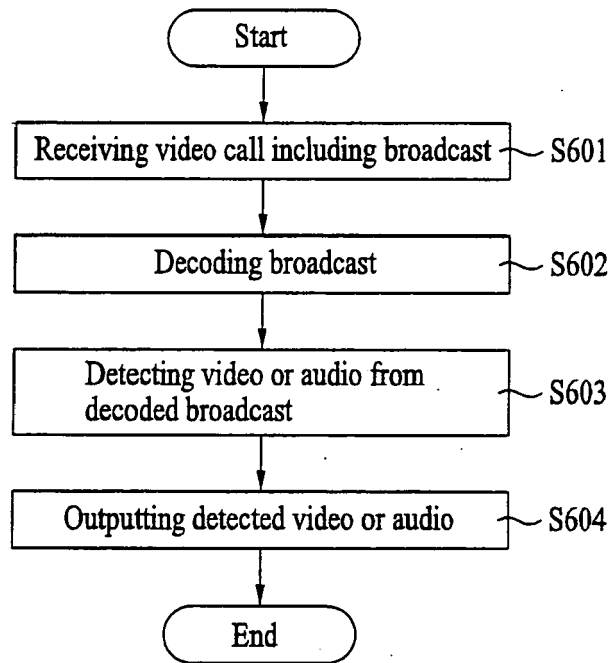 Start
Receiving video call including broadcast
S601
Decoding broadcast
S602
Detecting video or audio from
decoded broadcast
S603
Outputting detected video or audio
S604
End